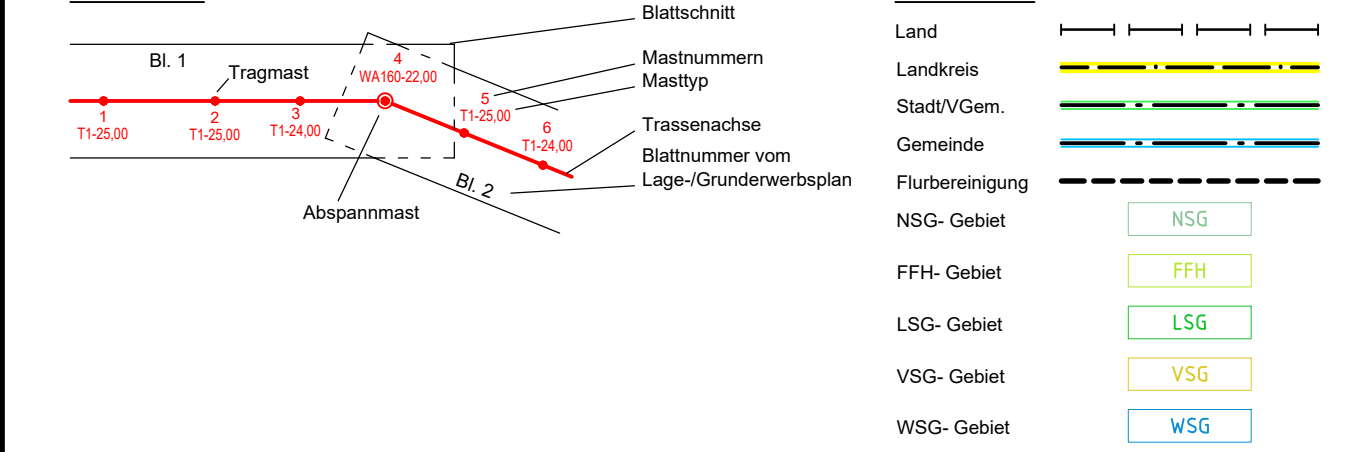 Blattschnitt
Bl. 1
Tragmast
4
WA160-22,00
Mastnummern
Masttyp
5
T1-25,00
1
T1-25,00
2
T1-25,00
3
T1-24,00
6
T1-24,00
Trassenachse
Blattnummer vom
Lage-/Grunderwerbsplan
Bl. 2
Abspannmast
Land
Landkreis
Stadt/VGem.
Gemeinde
Flurbereinigung
NSG- Gebiet
NSG
FFH- Gebiet
FFH
LSG- Gebiet
LSG
VSG- Gebiet
VSG
WSG- Gebiet
WSG